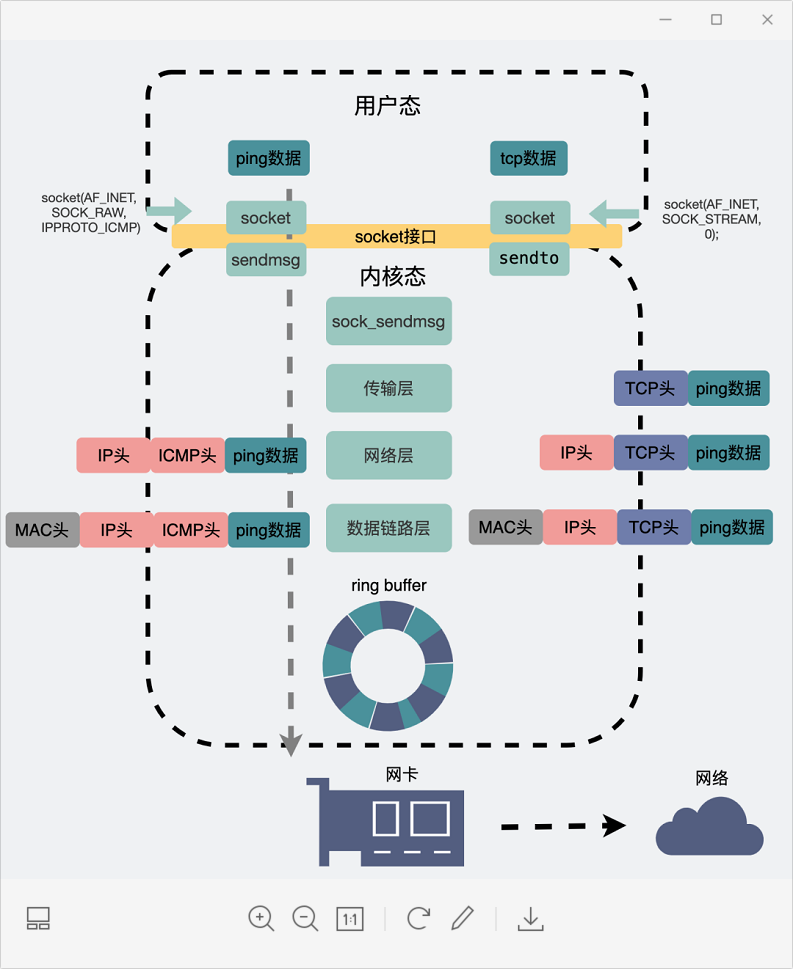 用户态
ping数据
tcp数据
socket(AF_INET,
SOCK_RAW,
IPPROTO_ICMP)
socket
socket
socket(AF_INET,
SOCK_STREAM,
0);
socket接口
sendmsg
sendto
内核态
sock_sendmsg
传输层
TCP头 ping数据
IP头 ICMP头 ping数据
网络层
IP头 TCP头 ping数据
MAC头 IP头 ICMP头 ping数据
数据链路层
MAC头 IP头 TCP头 ping数据
ring buffer
网卡
网络
1:1